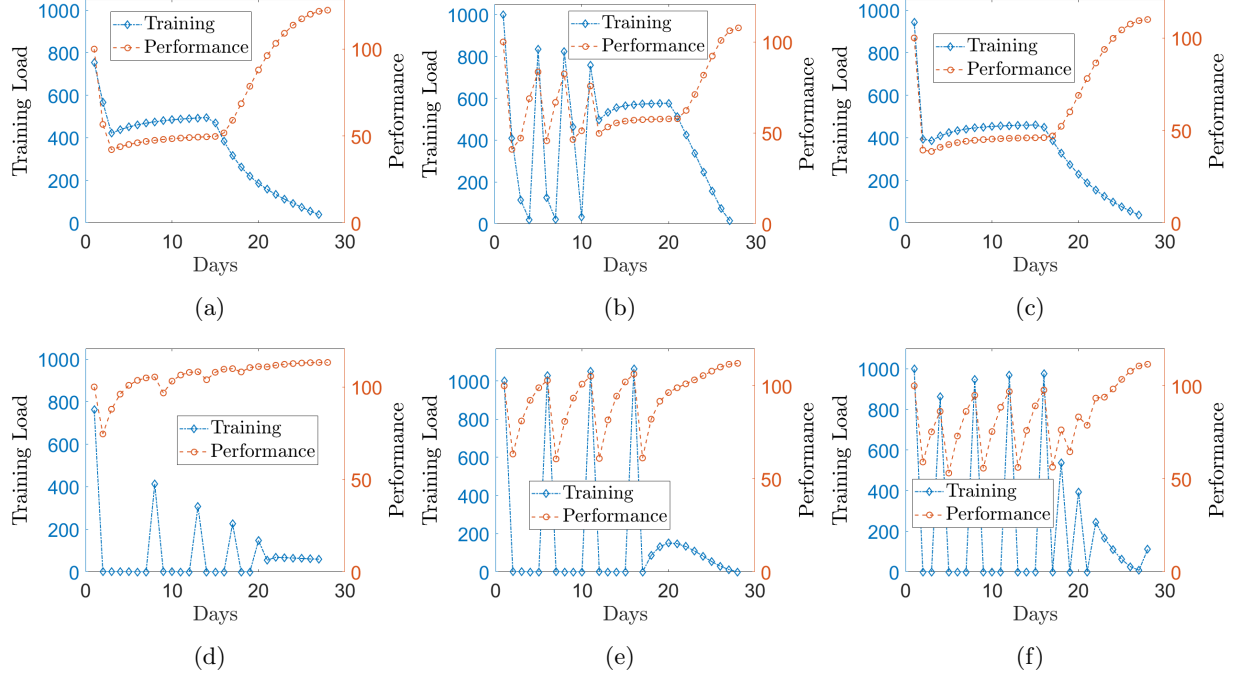 1000
800
600
400
200
0
Training Load
Training
Performance
100
50
0
Performance
0 10 20 30
Days
(a)
1000
800
600
400
200
0
Training Load
Training
Performance
100
50
0
Performance
0 10 20 30
Days
(b)
1000
800
600
400
200
0
Training Load
Training
Performance
100
50
0
Performance
0 10 20 30
Days
(c)
1000
800
600
400
200
0
Training Load
Training
Performance
100
50
0
Performance
0 10 20 30
Days
(d)
1000
800
600
400
200
0
Training Load
Training
Performance
100
50
0
Performance
0 10 20 30
Days
(e)
1000
800
600
400
200
0
Training Load
Training
Performance
100
50
0
Performance
0 10 20 30
Days
(f)